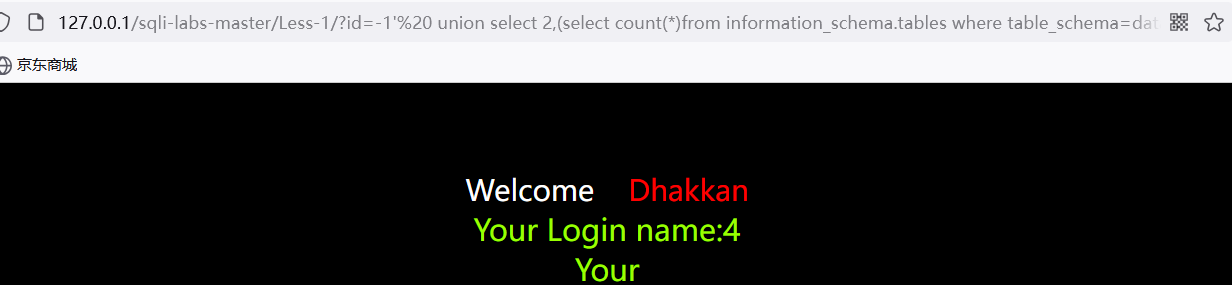 127.0.0.1/sqli-labs-master/Less-1/?id=-1'%20 union select 2,(select count(*)from information_schema.tables where table_schema=dat
京东商城
Welcome Dhakkan
Your Login name:4
Your